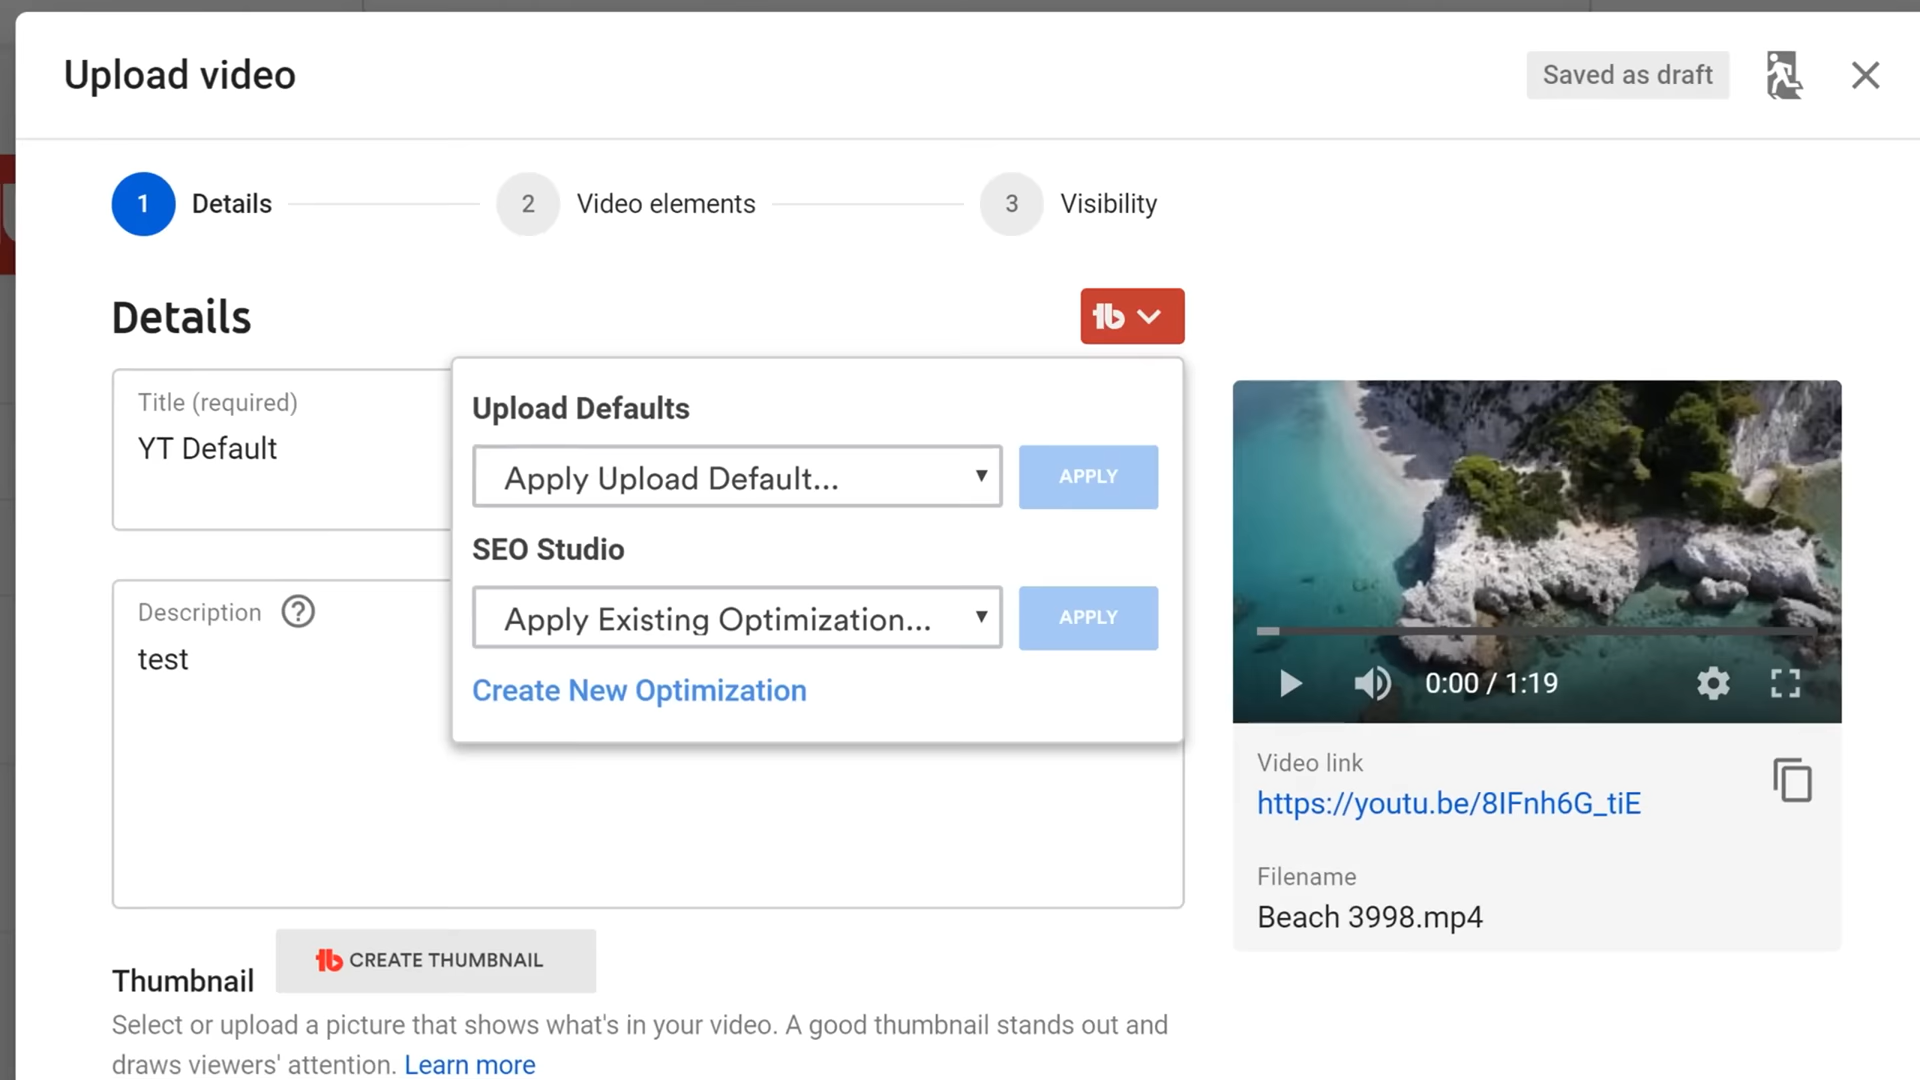 Upload video
Saved as draft
1 Details
2 Video elements
3 Visibility
Details
tb
Title (required)
YT Default
Upload Defaults
Apply Upload Default...
APPLY
SEO Studio
Apply Existing Optimization...
APPLY
Create New Optimization
Description ?
test
0:00 / 1:19
Video link
https://youtu.be/8IFnh6G_tiE
Filename
Beach 3998.mp4
Thumbnail
tb CREATE THUMBNAIL
Select or upload a picture that shows what's in your video. A good thumbnail stands out and
draws viewers' attention. Learn more